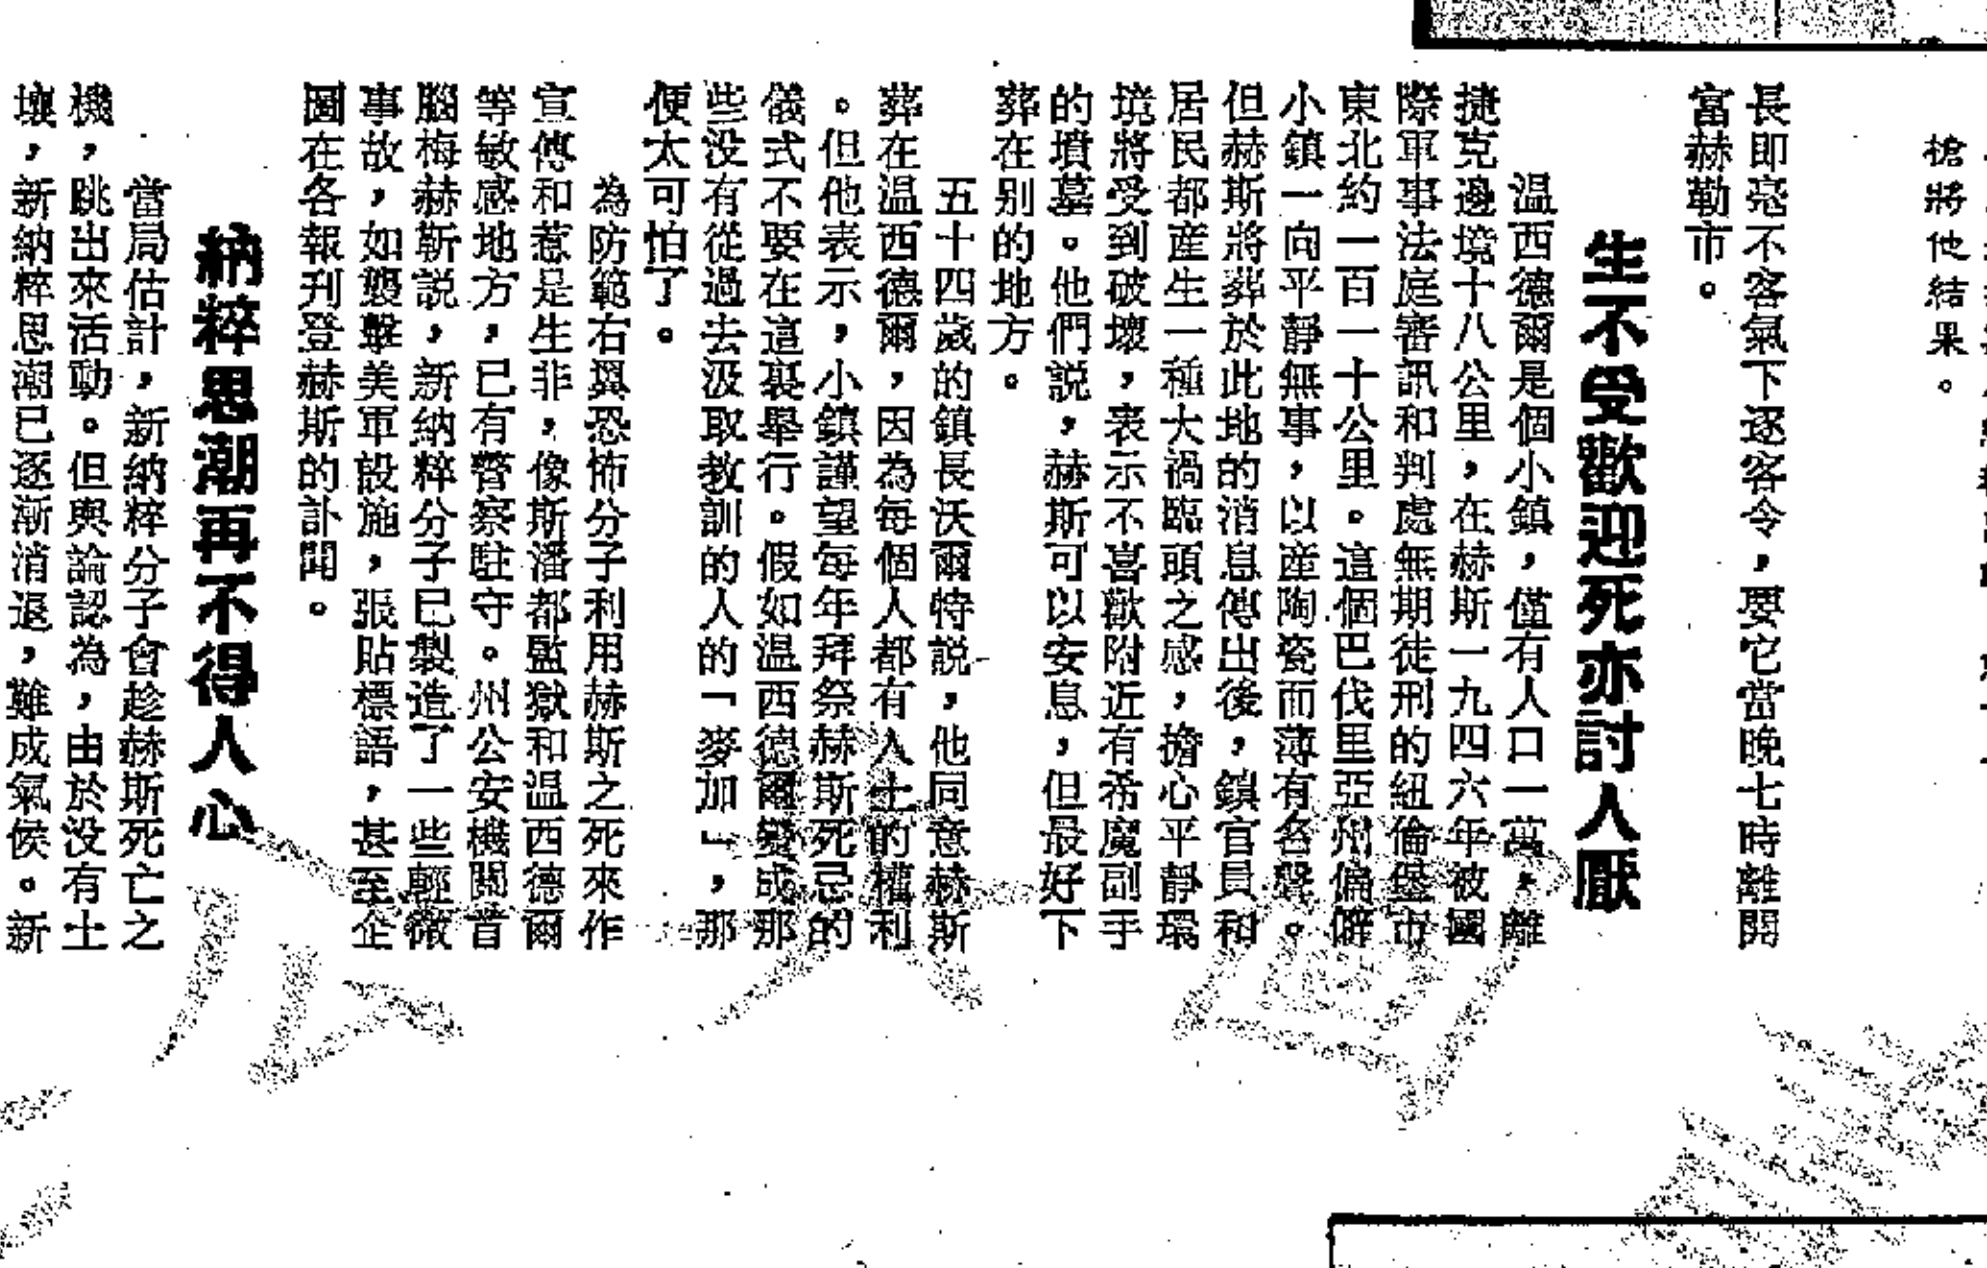 槍將他結果。
長即毫不客氣下逐客令，要它當晚七時離開
富赫勒市。
生不受歡迎死亦討人厭
温西德爾是個小鎮，僅有人口一萬，離
捷克邊境十八公里，在赫斯一九四六年被國
際軍事法庭審訊和判處無期徒刑的紐倫堡市
東北約一百一十公里。這個巴伐里亞州偏僻
小鎮一向平靜無事，以産陶瓷而薄有名聲。
但赫斯將葬於此地的消息傳出後，鎮官員和
居民都産生一種大禍臨頭之感，擔心平靜環
境將受到破壞，表示不喜歡附近有希魔副手
的墳墓。他們説，赫斯可以安息，但最好下
葬在别的地方。
五十四歲的鎮長沃爾特説，他同意赫斯
葬在温西德爾，因為每個人都有入土的權利
。但他表示，小鎮謹望每年拜祭赫斯死忌的
儀式不要在這裏舉行。假如温西德爾變成那
些没有從過去汲取教訓的人的「麥加」，那
便太可怕了。
為防範右翼恐怖分子利用赫斯之死來作
宣傳和惹是生非，像斯潘都監獄和温西德爾
等敏感地方，已有警察駐守。州公安機關首
腦梅赫斬説，新納粹分子已製造了一些輕微
事故，如襲擊美軍設施，張貼標語，甚至企
圖在各報刊登赫斯的訃聞。
納粹思潮再不得人心
當局估計，新納粹分子會趁赫斯死亡之
機，跳出來活動。但輿論認為，由於没有土
壤，新納粹思潮已逐漸消退，難成氣候。新